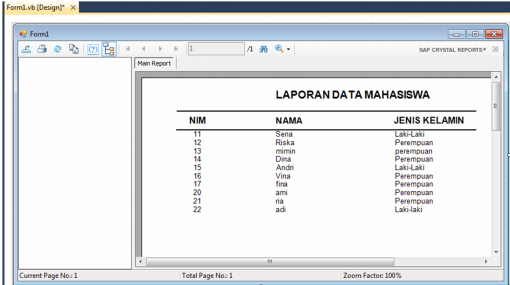 Form1.vb [Design]*
Form1
1 /1 SAP CRYSTAL REPORTS®
Main Report
LAPORAN DATA MAHASISWA
NIM NAMA JENIS KELAMIN
11 Sena Laki-Laki
12 Riska Perempuan
13 mimin perempuan
14 Dina Perempuan
15 Andri Laki-Laki
16 Vina Perempuan
17 fina Perempuan
20 ami Perempuan
21 ria Perempuan
22 adi Laki-laki
Current Page No.: 1 Total Page No.: 1 Zoom Factor: 100%